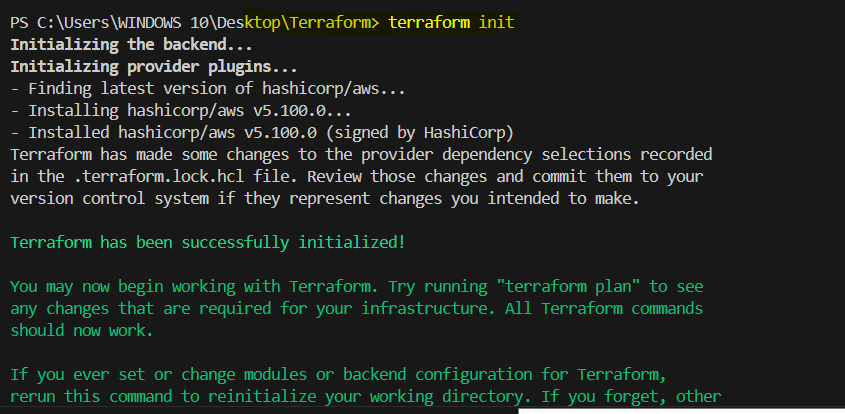 PS C:\Users\WINDOWS 10\Desktop\Terraform> terraform init
Initializing the backend...
Initializing provider plugins...
- Finding latest version of hashicorp/aws...
- Installing hashicorp/aws v5.100.0...
- Installed hashicorp/aws v5.100.0 (signed by HashiCorp)
Terraform has made some changes to the provider dependency selections recorded
in the .terraform.lock.hcl file. Review those changes and commit them to your
version control system if they represent changes you intended to make.
Terraform has been successfully initialized!
You may now begin working with Terraform. Try running "terraform plan" to see
any changes that are required for your infrastructure. All Terraform commands
should now work.
If you ever set or change modules or backend configuration for Terraform,
rerun this command to reinitialize your working directory. If you forget, other